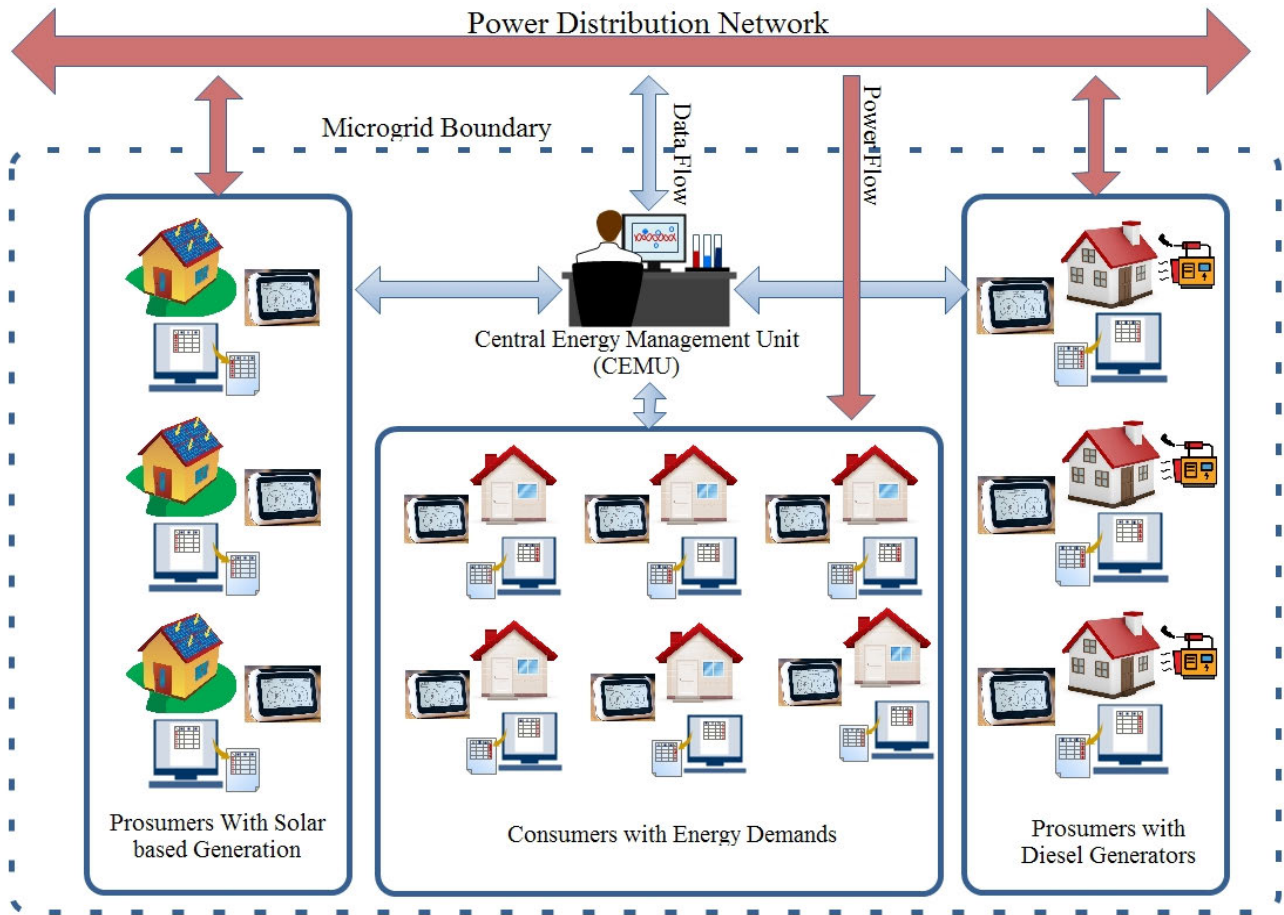 Power Distribution Network
Microgrid Boundary
Data Flow
Power Flow
Central Energy Management Unit
(CEMU)
Prosumers With Solar
based Generation
Consumers with Energy Demands
Prosumers with
Diesel Generators